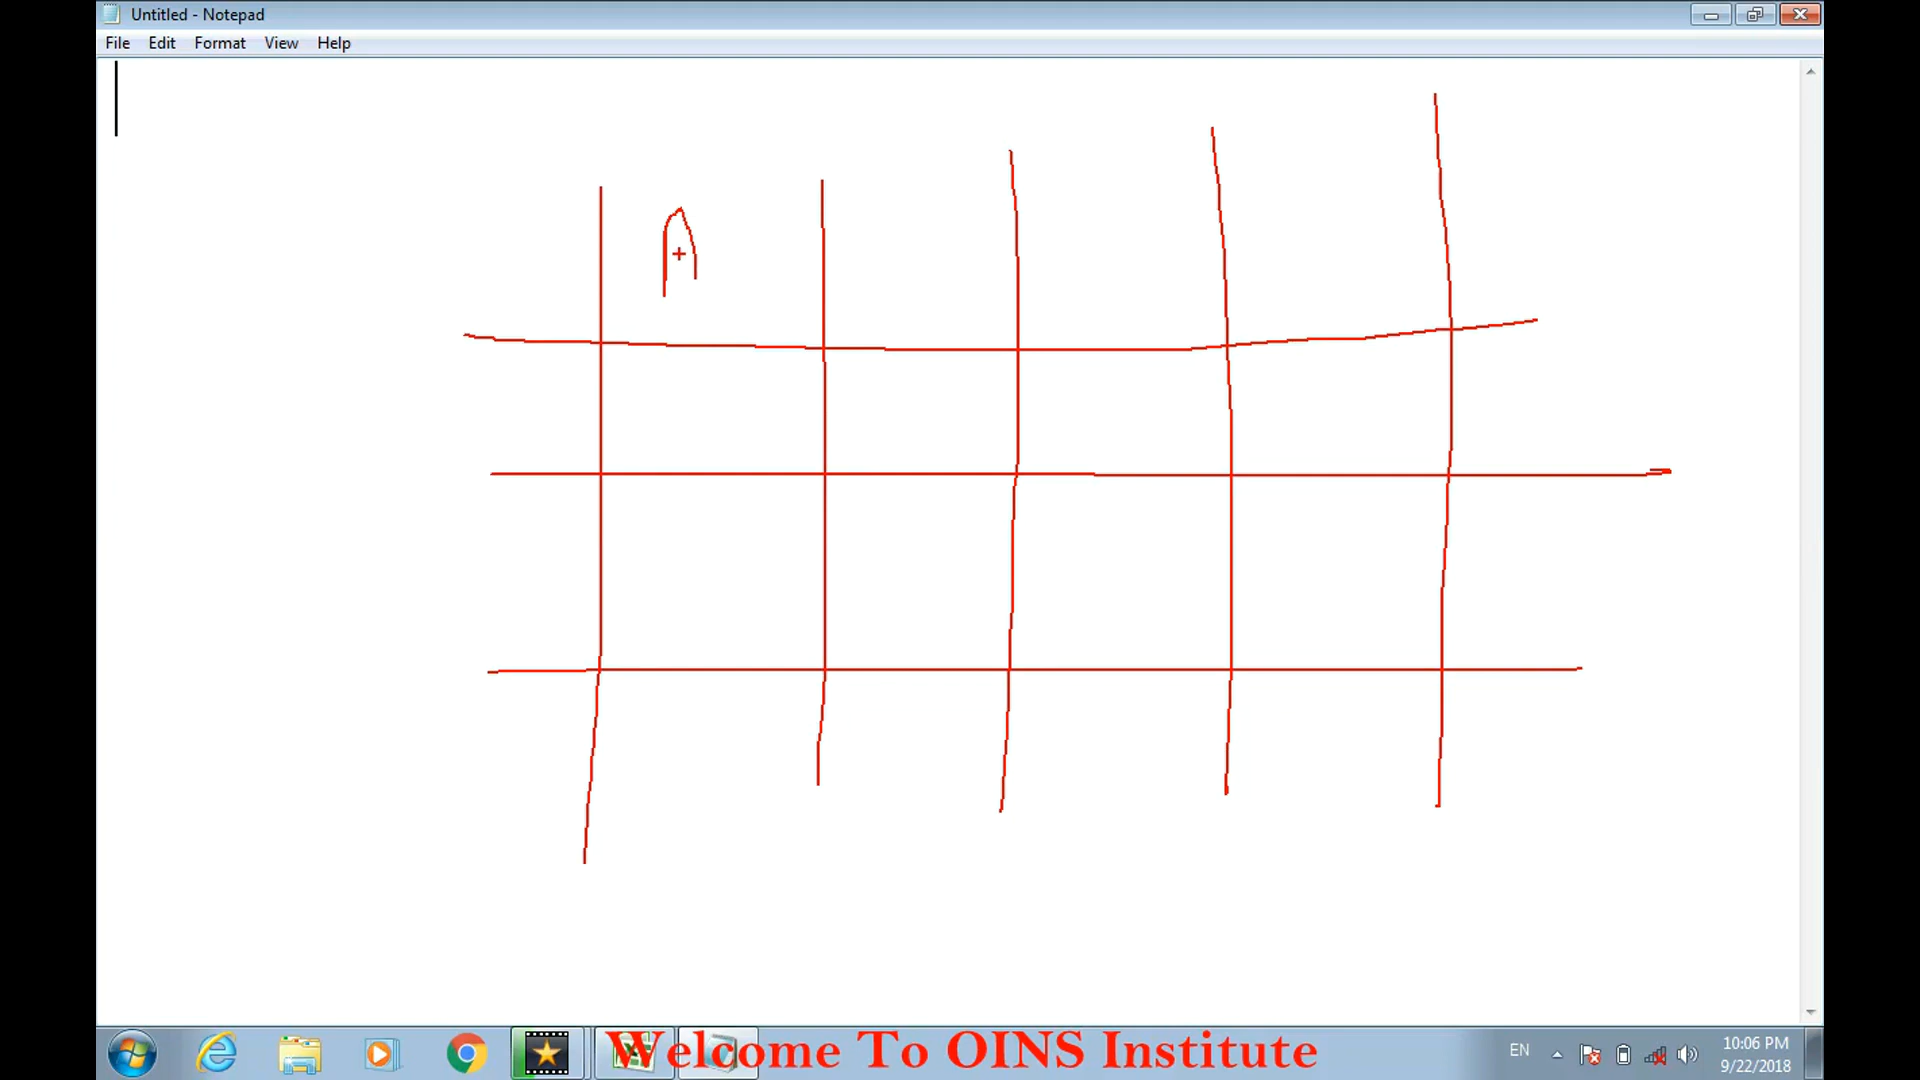 Untitled - Notepad
File Edit Format View Help
A
Welcome To OINS Institute
EN
10:06 PM
9/22/2018